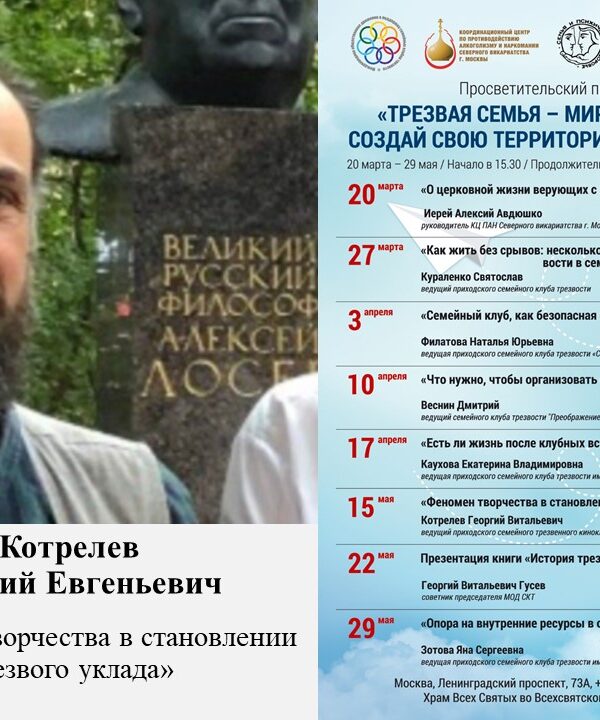 ВЕЛИКИЙ
РУССКИЙ
ФИЛОСОФ
АЛЕКСЕЙ
ЛОСЕ
Котрелев
ий Евгеньевич
ворчества в становлении
езвого уклада»
КООРДИНАЦИОННЫЙ ЦЕНТР
ПО ПРОТИВОДЕЙСТВИЮ
АЛКОГОЛИЗМУ И НАРКОМАНИИ
СЕВЕРНОГО ВИКАРИАТСТВА
Г. МОСКВЫ
Просветительский п
«ТРЕЗВАЯ СЕМЬЯ – МИР
СОЗДАЙ СВОЮ ТЕРРИТОРИ
20 марта – 29 мая / Начало в 15.30 / Продолжитель
20 марта
«О церковной жизни верующих с
Иерей Алексий Авдюшко
руководитель КЦ ПАН Северного викариатства г. Мос
27 марта
«Как жить без срывов: несколько
вости в сем
Кураленко Святослав
ведущий приходского семейного клуба трезвости
3 апреля
«Семейный клуб, как безопасная
Филатова Наталья Юрьевна
ведущая приходского семейного клуба трезвости «С
10 апреля
«Что нужно, чтобы организовать
Веснин Дмитрий
ведущий семейного клуба трезвости "Преображение
17 апреля
«Есть ли жизнь после клубных вс
Каухова Екатерина Владимировна
ведущая приходского семейного клуба трезвости им
15 мая
«Феномен творчества в становлен
Котрелев Георгий Витальевич
ведущий приходского семейного трезвенного кинокл
22 мая
Презентация книги «История трез
Георгий Витальевич Гусев
советник председателя МОД СКТ
29 мая
«Опора на внутренние ресурсы в с
Зотова Яна Сергеевна
ведущая приходского семейного клуба трезвости им
Москва, Ленинградский проспект, 73А, +
Храм Всех Святых во Всехсвятском